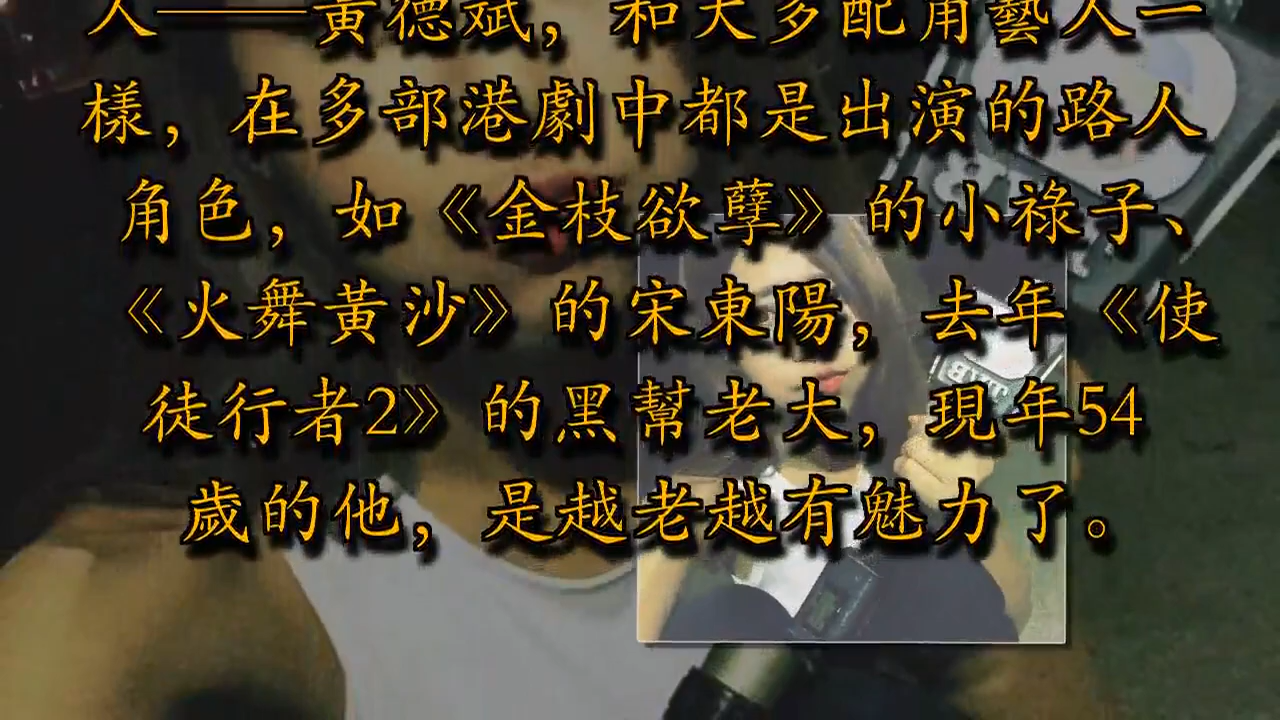 人——黃德斌，和大多配角藝人一
樣，在多部港劇中都是出演的路人
角色，如《金枝欲孽》的小祿子、
《火舞黃沙》的宋東陽，去年《使
徒行者2》的黑幫老大，現年54
歲的他，是越老越有魅力了。